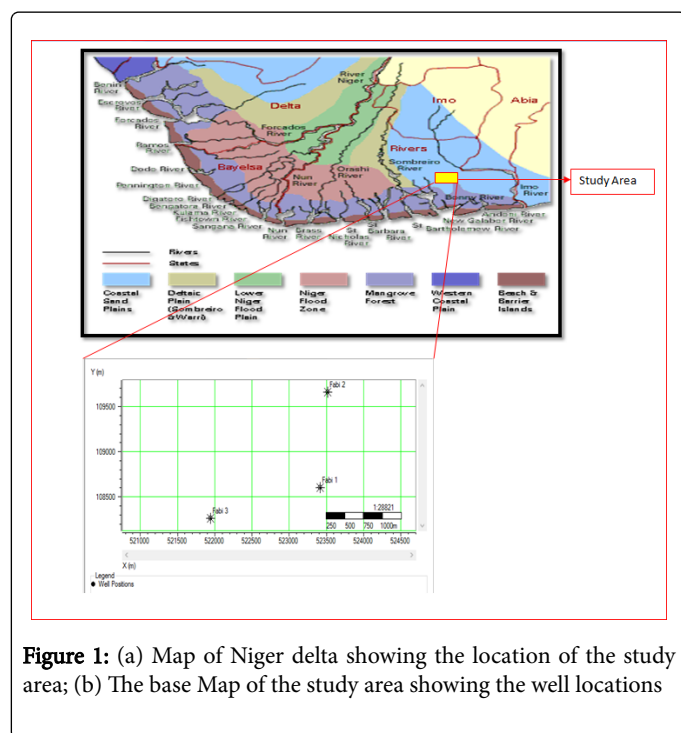 River
Niger
Delta
Imo
Abia
Benin
River
Escrovos
River
Forcados
River
Forcados
River
Ramos
River
Rivers
Sombreiro
River
Bayelsa
Nun
River
Orashi
River
Dodo River
Pennington River
Digatoro River
Sengatora River
Kulama River
Fishtown River
Sangana River
Nun
River
Brass
River
St.
Nicholas
River
St.
Barbara
River
St.
Bartholomew River
New Calabar River
Bonny River
Andoni River
Imo
River
Study Area
Rivers
States
Coastal
Sand
Plains
Deltaic
Plain
(Sombreiro
&Warri)
Lower
Niger
Flood
Plain
Niger
Flood
Zone
Mangrove
Forest
Western
Coastal
Plain
Beach &
Barrier
Islands
Y (m)
109500
109000
108500
Fabi 2
Fabi 1
Fabi 3
1:28821
250 500 750 1000m
521000 521500 522000 522500 523000 523500 524000 524500
X (m)
Legend
Well Positions
Figure 1: (a) Map of Niger delta showing the location of the study
area; (b) The base Map of the study area showing the well locations